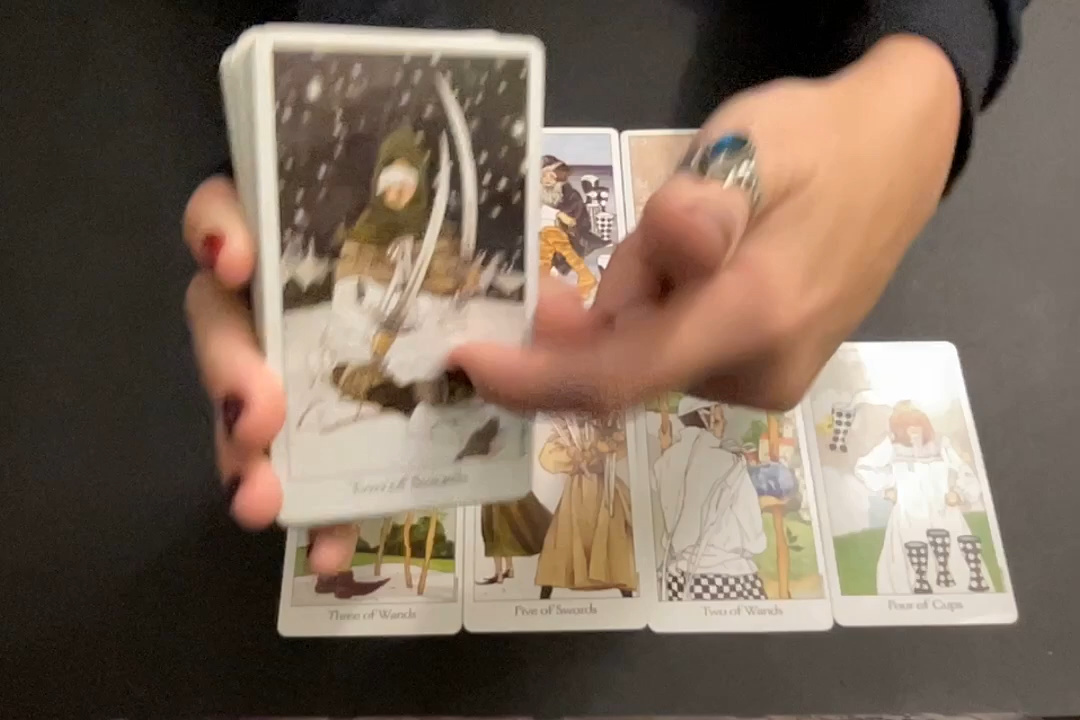 Three of Wands
Five of Swords
Two of Wands
Four of Cups